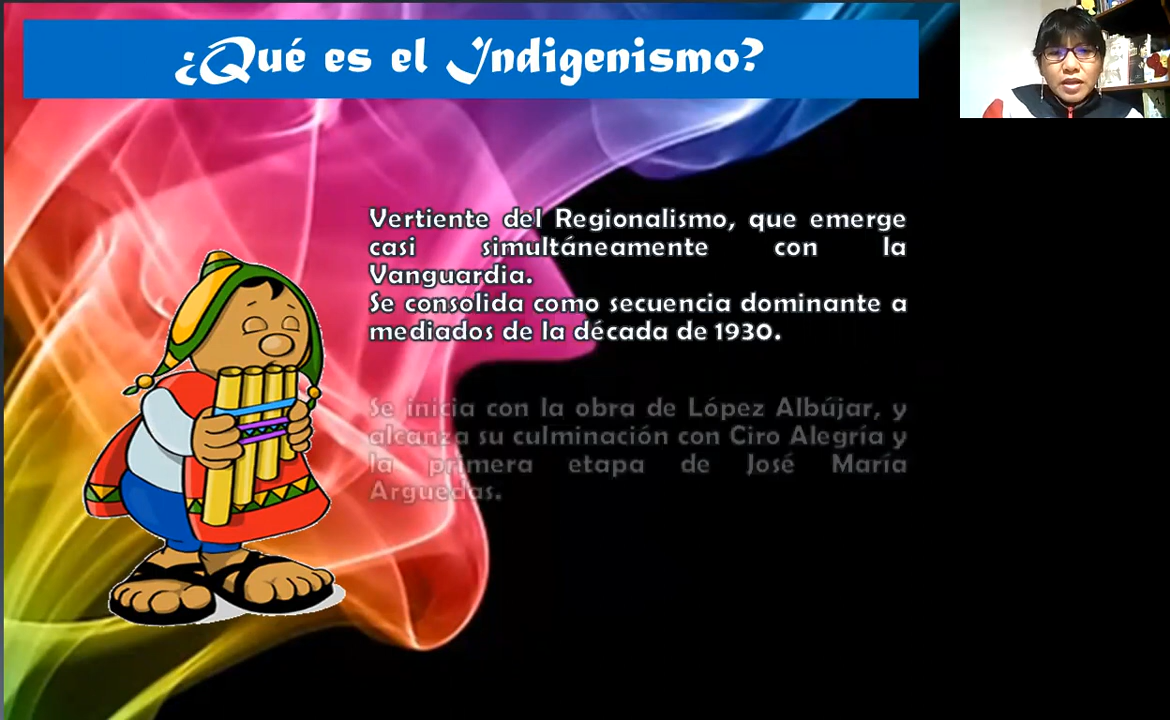 ¿Qué es el Indigenismo?
Vertiente del Regionalismo, que emerge
casi simultáneamente con la
Vanguardia.
Se consolida como secuencia dominante a
mediados de la década de 1930.
Se inicia con la obra de López Albújar, y
alcanza su culminación con Ciro Alegría y
la primera etapa de José María
Arguedas.